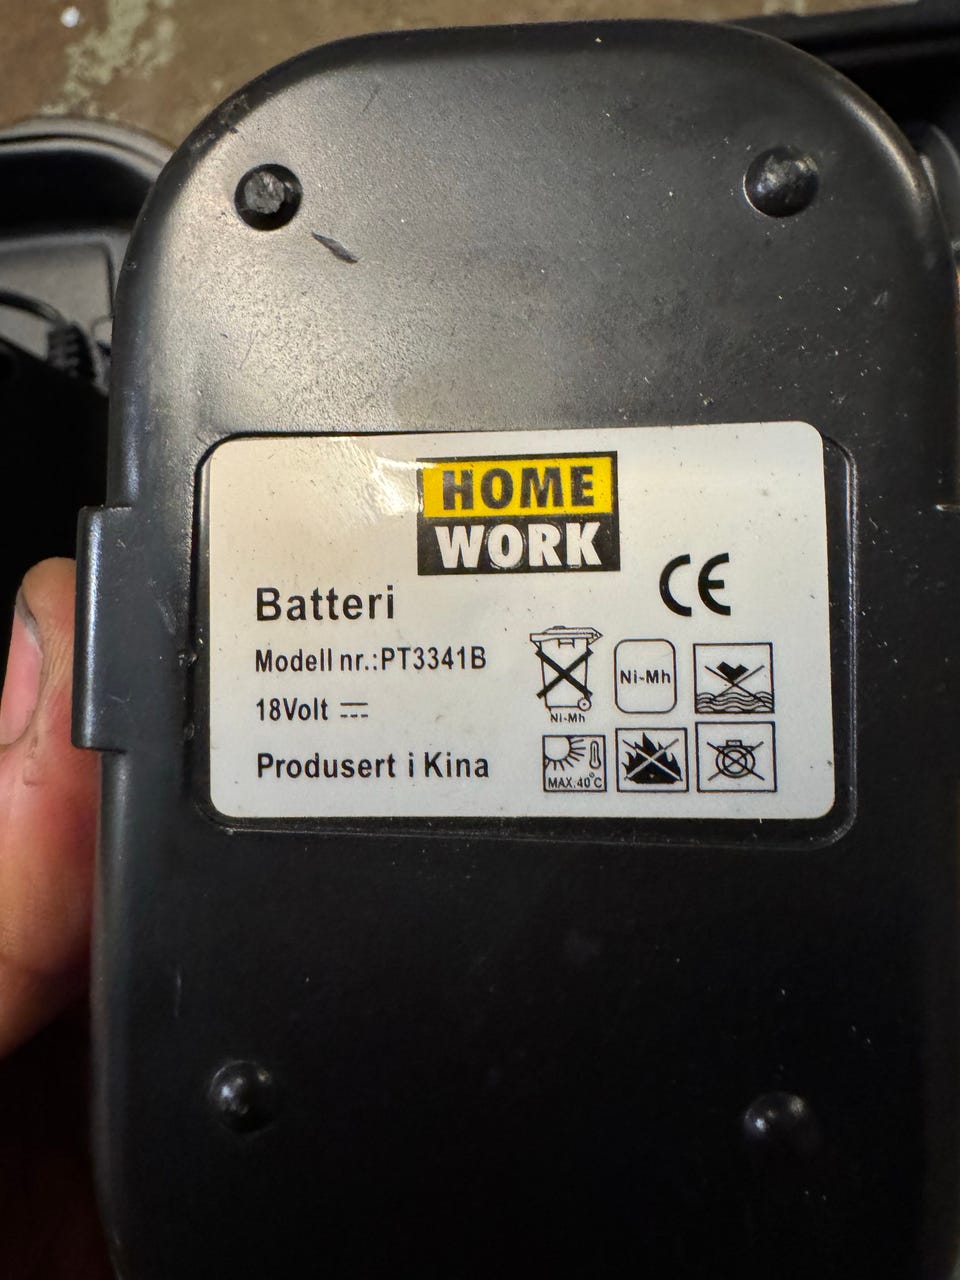 HOME
WORK
Batteri
Modell nr.:PT3341B
18Volt
Produsert i Kina
CE
Ni-Mh
Ni-Mh
MAX.40°C